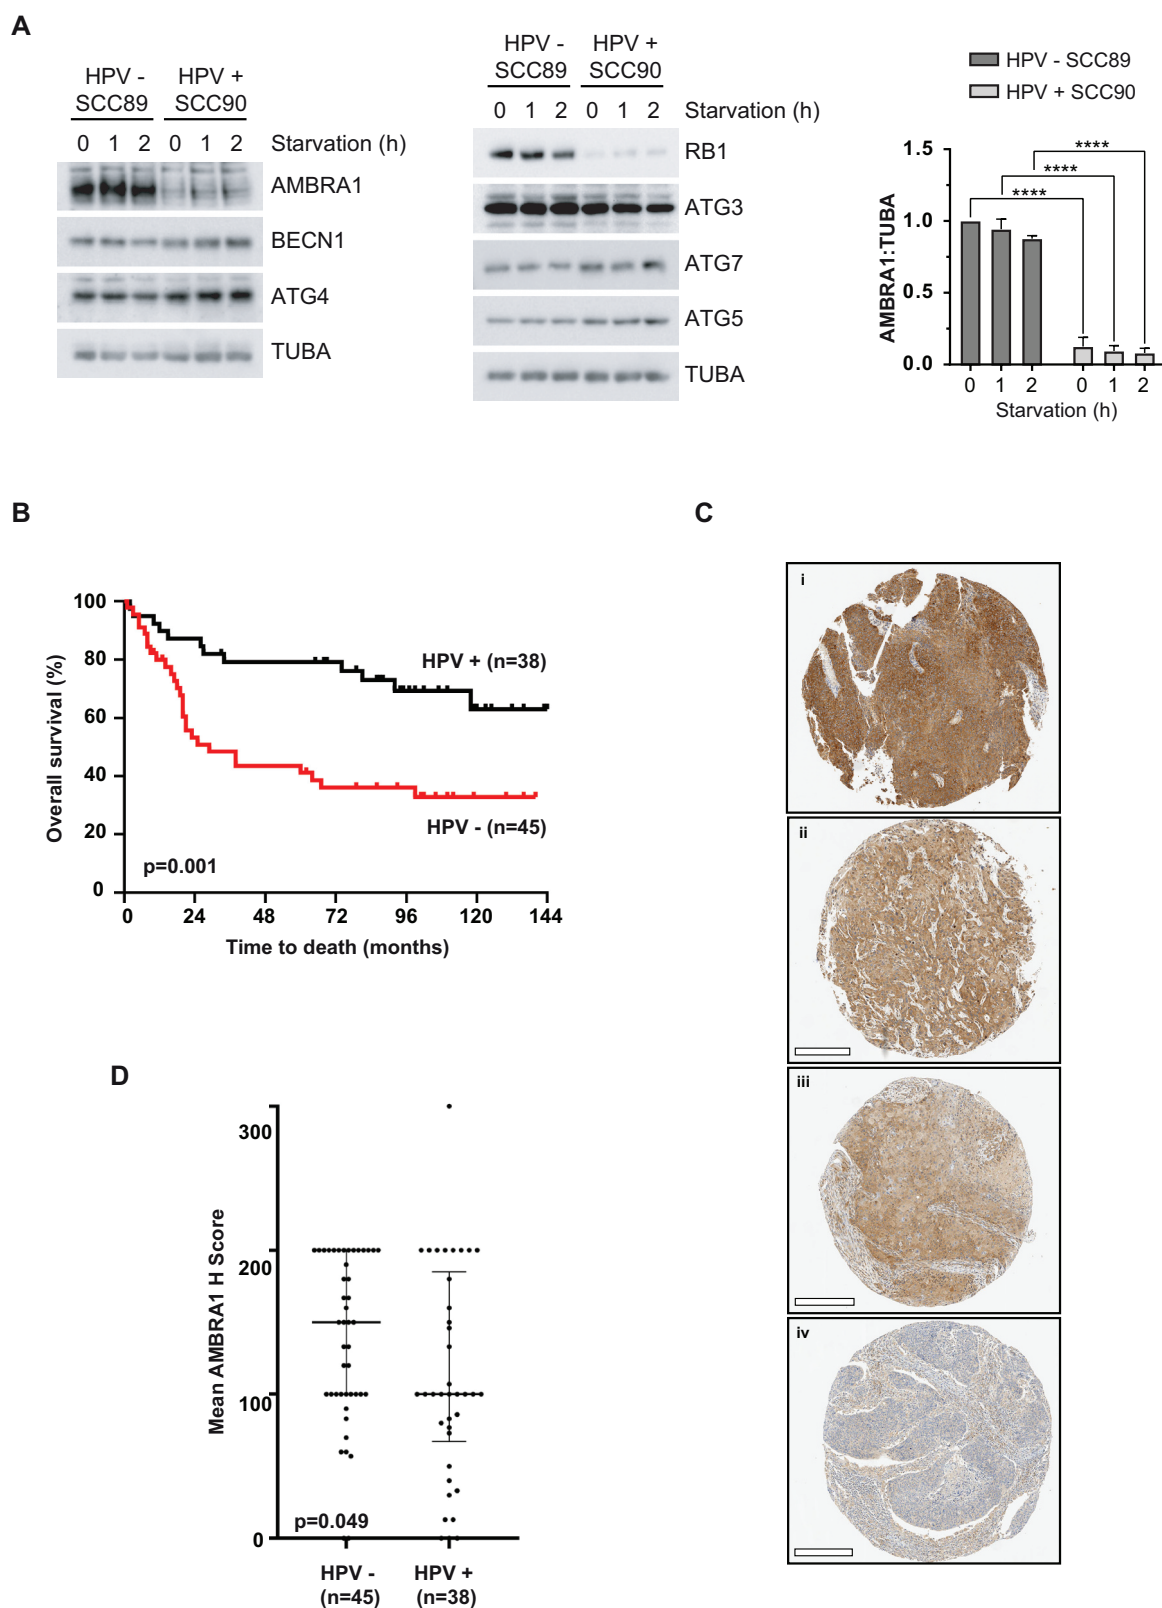 A
HPV - HPV +
SCC89 SCC90
0 1 2 0 1 2 Starvation (h)
AMBRA1
BECN1
ATG4
TUBA
HPV - HPV +
SCC89 SCC90
0 1 2 0 1 2 Starvation (h)
RB1
ATG3
ATG7
ATG5
TUBA
HPV - SCC89
HPV + SCC90
AMBRA1:TUBA
1.5
1.0
0.5
0.0
****
****
****
0 1 2 0 1 2
Starvation (h)
B
Overall survival (%)
100
80
60
40
20
0
HPV + (n=38)
HPV - (n=45)
p=0.001
0 24 48 72 96 120 144
Time to death (months)
C
i
ii
iii
iv
D
Mean AMBRA1 H Score
300
200
100
0
p=0.049
HPV - HPV +
(n=45) (n=38)